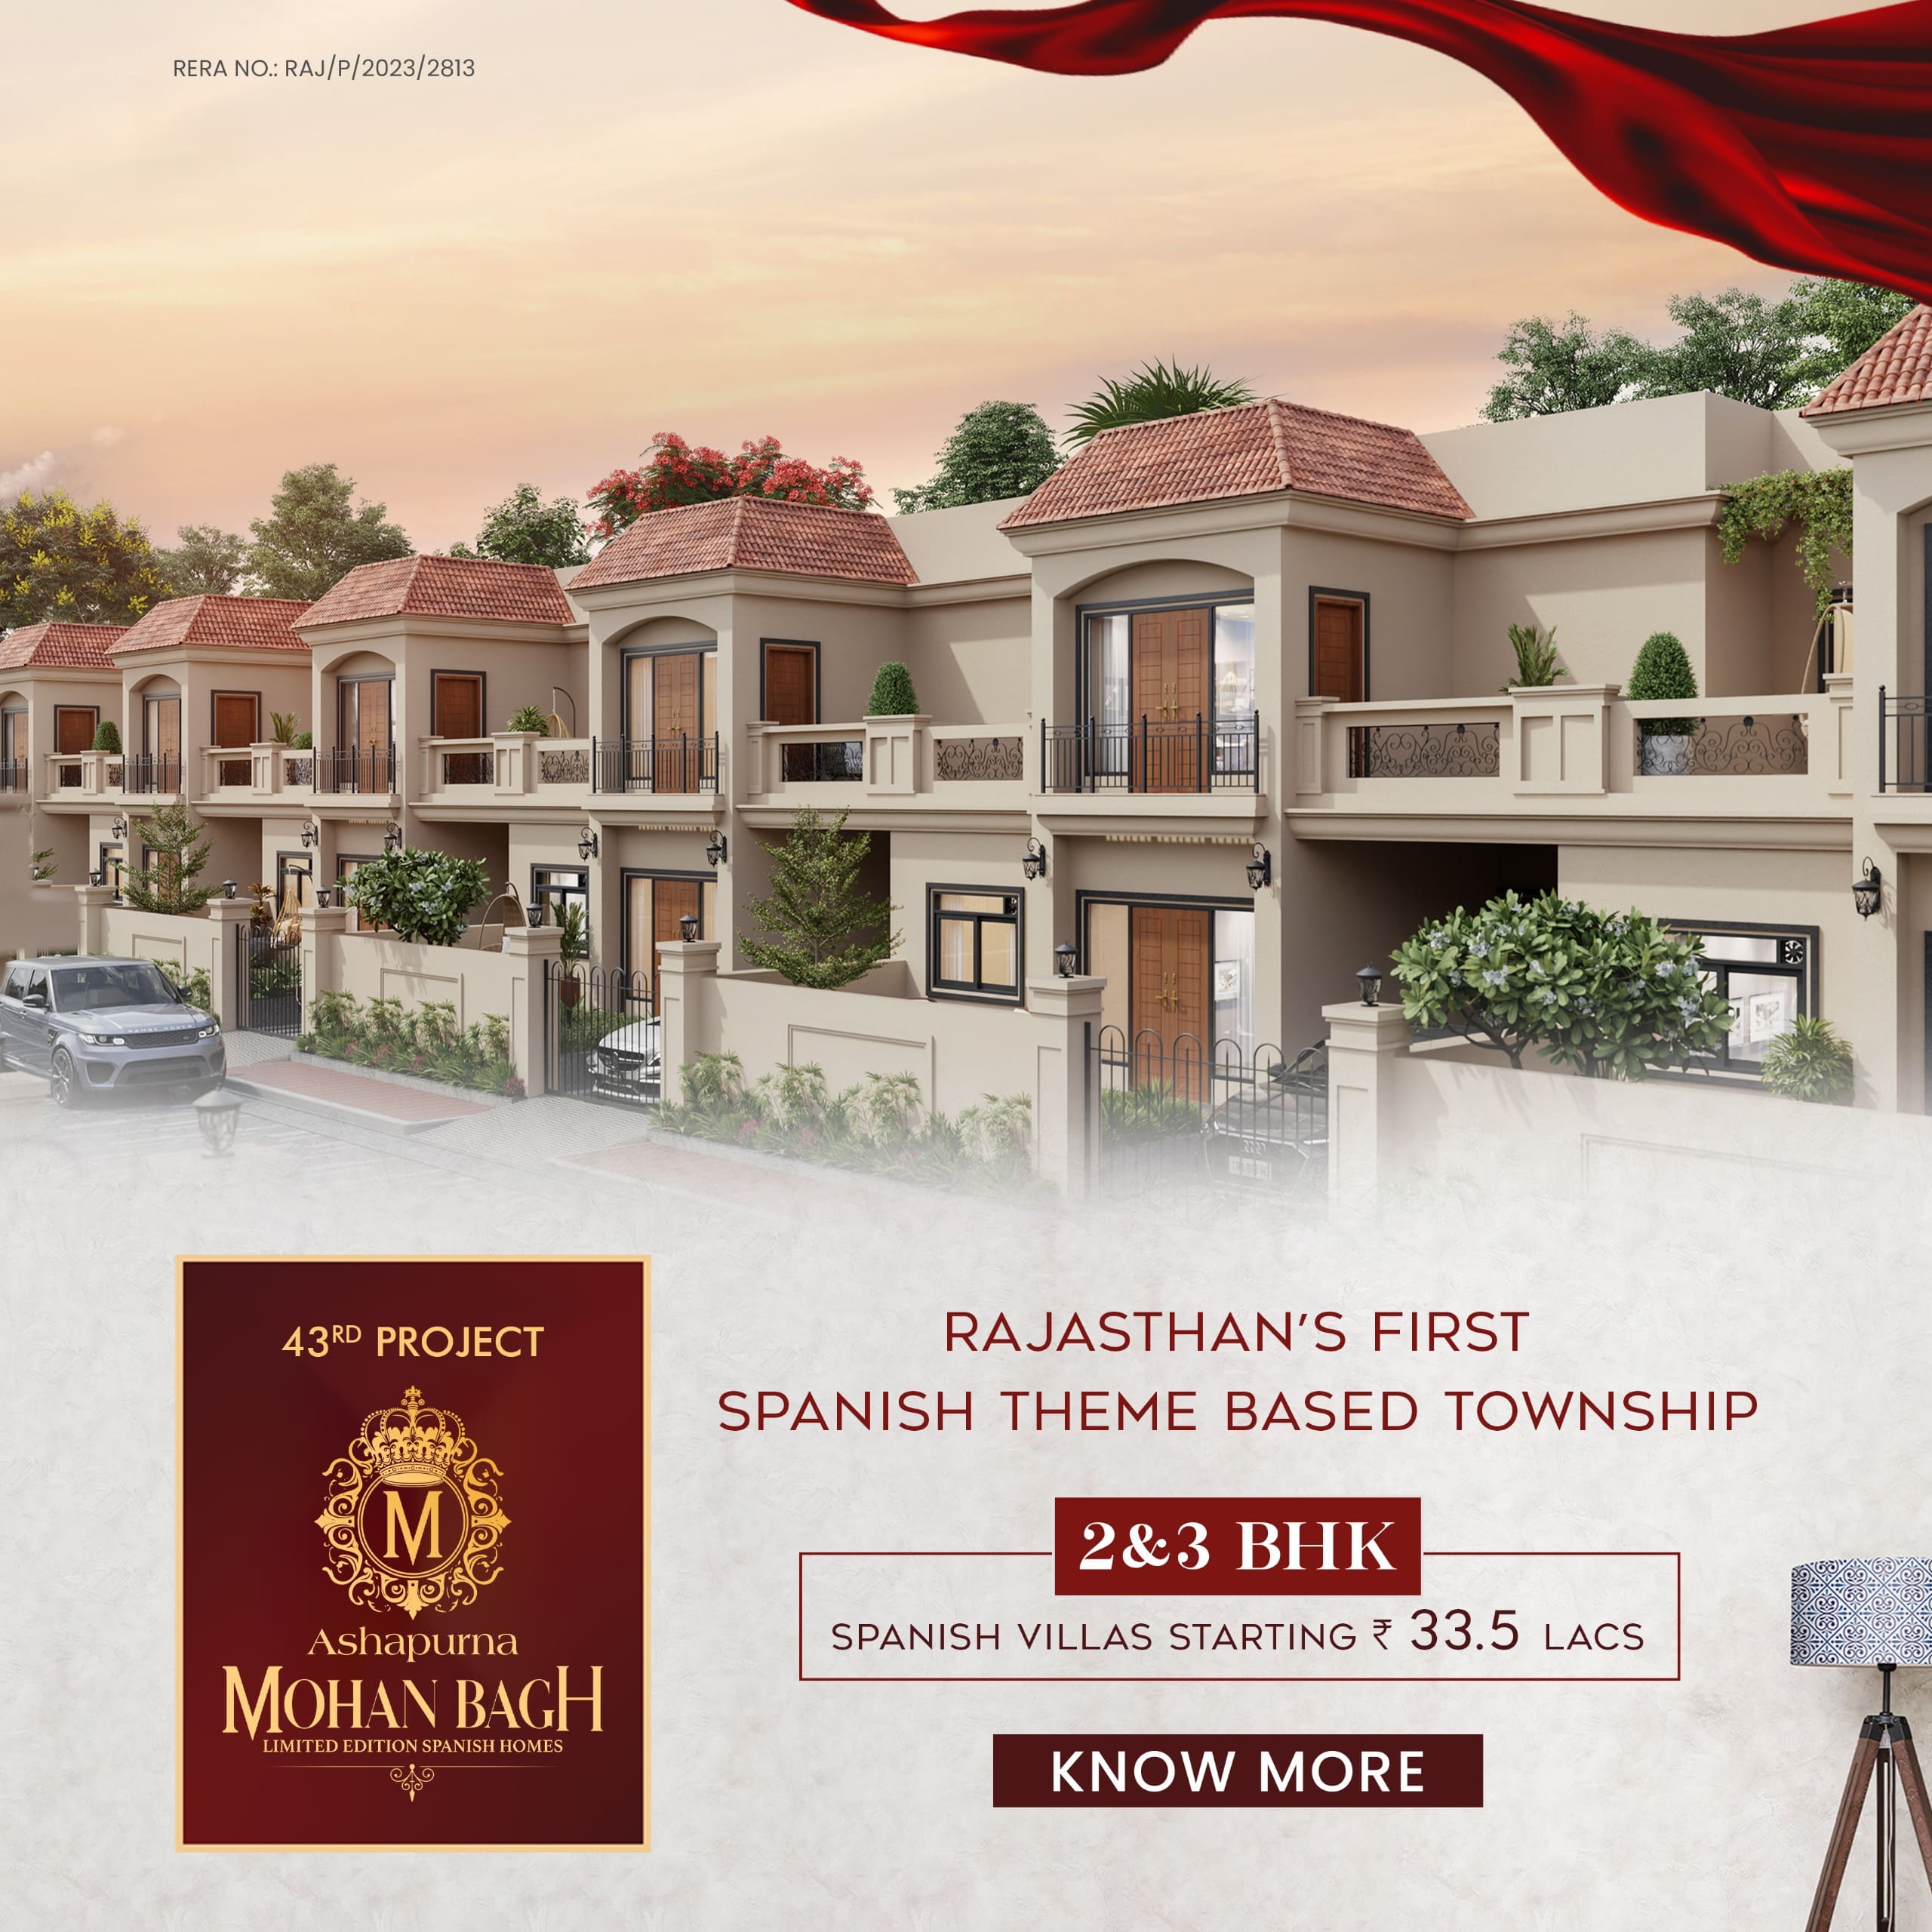 RERA NO.: RAJ/P/2023/2813
43RD PROJECT
M
Ashapurna
MOHAN BAGH
LIMITED EDITION SPANISH HOMES
RAJASTHAN'S FIRST
SPANISH THEME BASED TOWNSHIP
2&3 BHK
SPANISH VILLAS STARTING ₹ 33.5 LACS
KNOW MORE